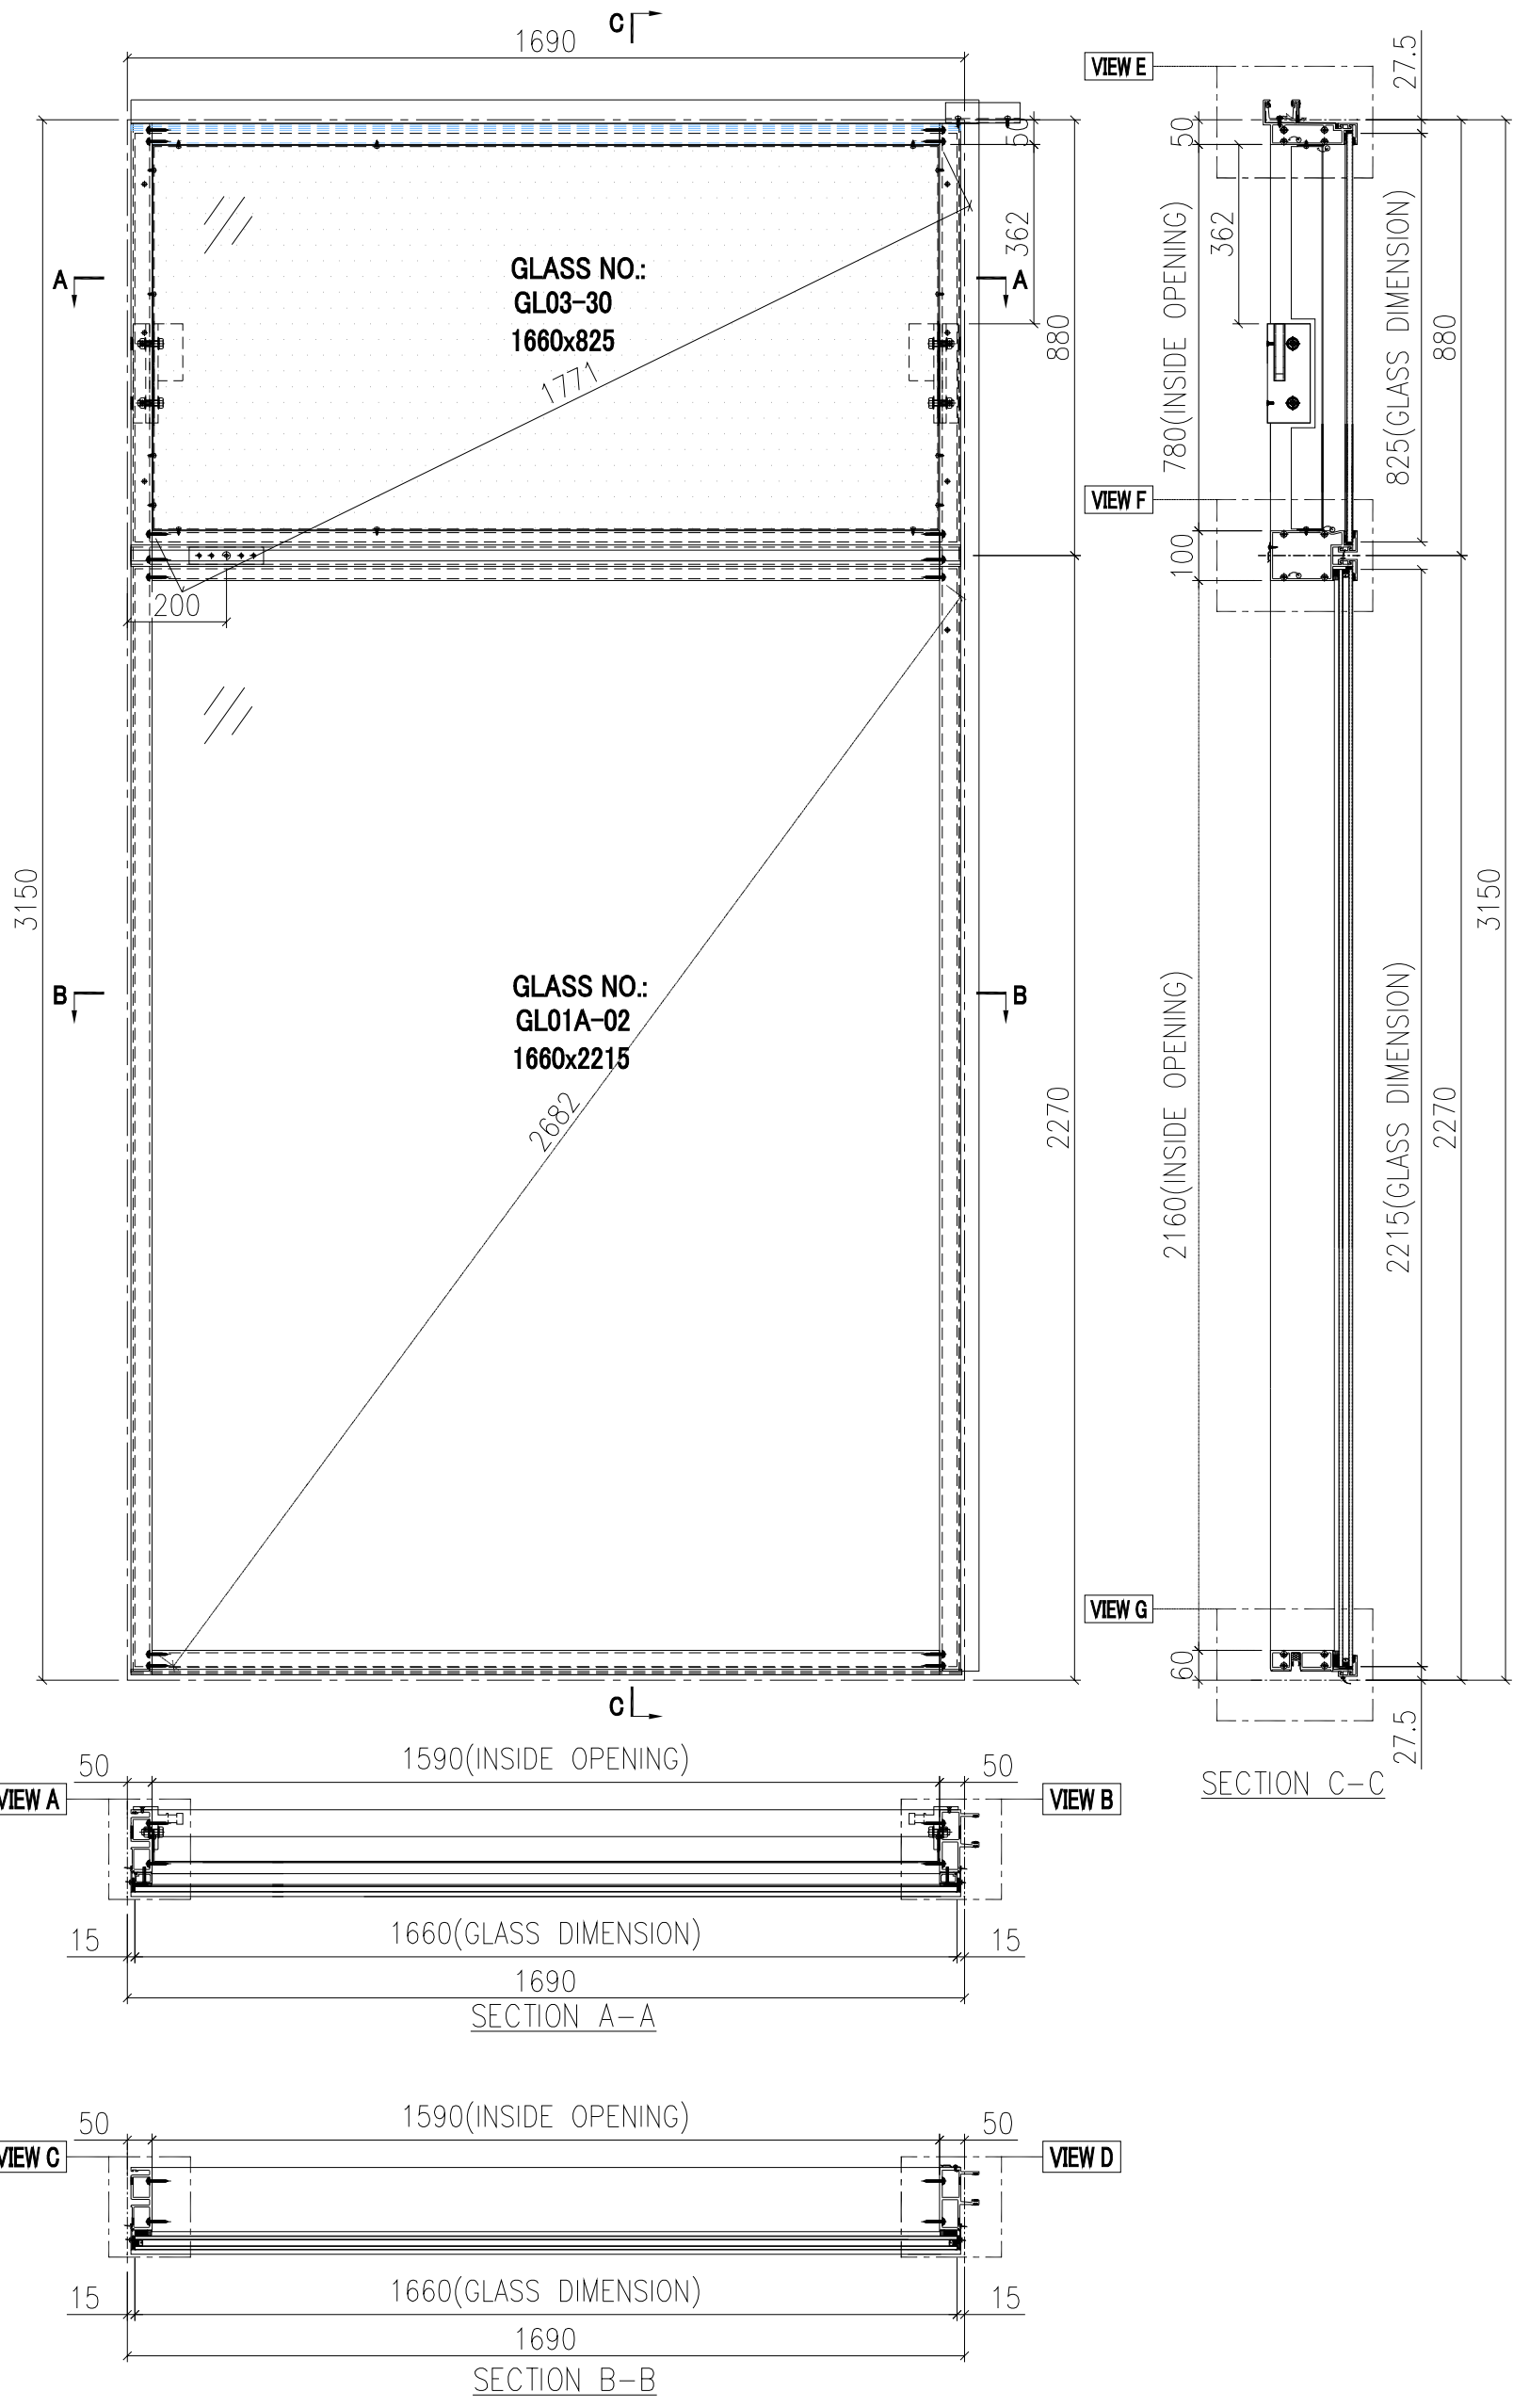 C
1690
VIEW E
27.5
50
50
362
362
780(INSIDE OPENING)
825(GLASS DIMENSION)
A
A
GLASS NO.:
GL03-30
1660x825
1771
880
880
VIEW F
100
200
3150
3150
B
B
GLASS NO.:
GL01A-02
1660x2215
2682
2270
2160(INSIDE OPENING)
2215(GLASS DIMENSION)
2270
VIEW G
60
27.5
C
SECTION C-C
50
1590(INSIDE OPENING)
50
VIEW A
VIEW B
15
1660(GLASS DIMENSION)
15
1690
SECTION A-A
50
1590(INSIDE OPENING)
50
VIEW C
VIEW D
15
1660(GLASS DIMENSION)
15
1690
SECTION B-B